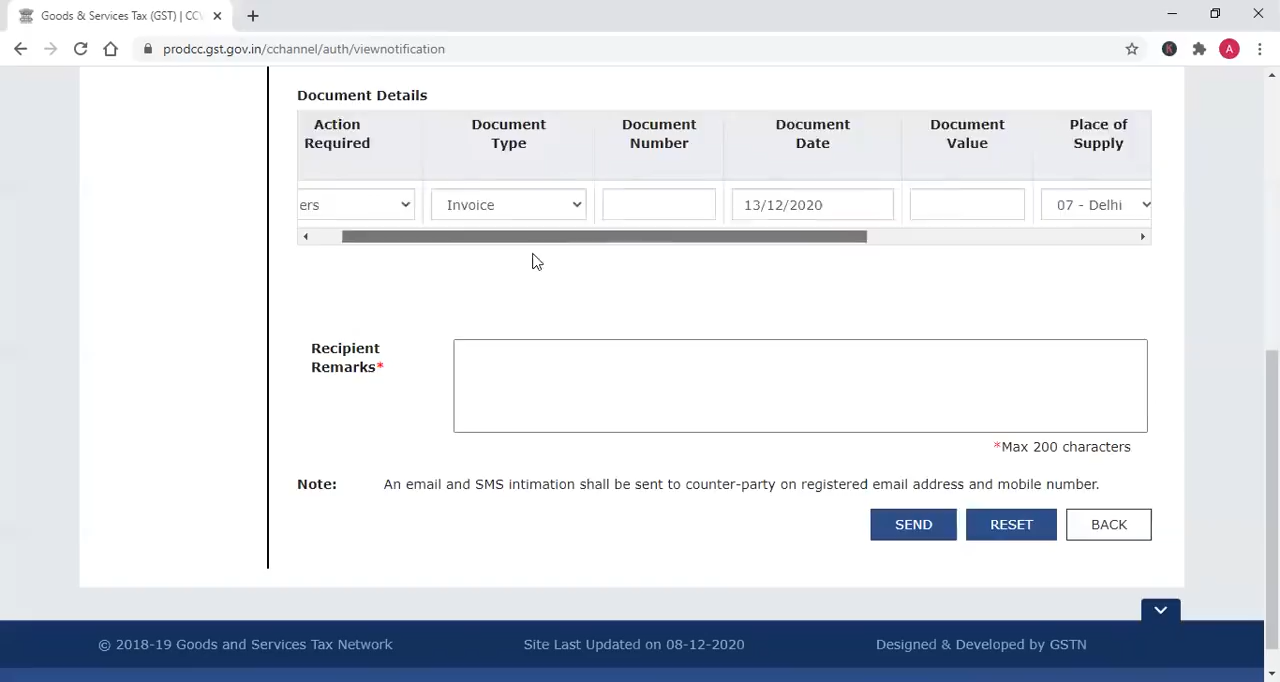 Goods & Services Tax (GST) | CC
prodcc.gst.gov.in/cchannel/auth/viewnotification
K
A
Document Details
Action Required
Document Type
Document Number
Document Date
Document Value
Place of Supply
ers
Invoice
13/12/2020
07 - Delhi
Recipient
Remarks*
*Max 200 characters
Note: An email and SMS intimation shall be sent to counter-party on registered email address and mobile number.
SEND RESET BACK
© 2018-19 Goods and Services Tax Network Site Last Updated on 08-12-2020 Designed & Developed by GSTN